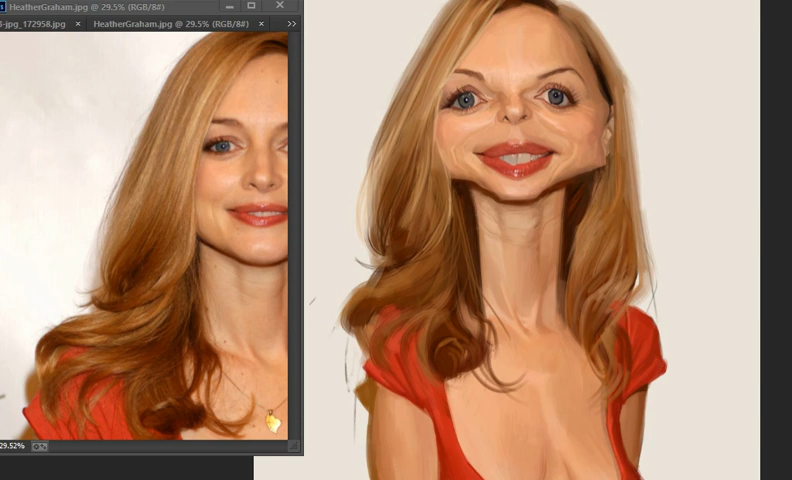 HeatherGraham.jpg @ 29.5% (RGB/8#)
-jpg_172958.jpg × HeatherGraham.jpg @ 29.5% (RGB/8#) ×
29.52%